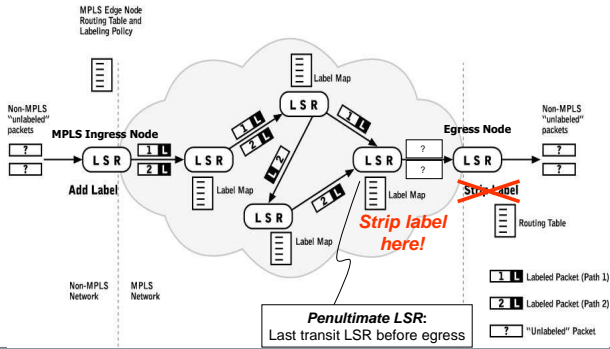 MPLS Edge Node
Routing Table and
Labeling Policy
Non-MPLS
"unlabeled"
packets
?
?
MPLS Ingress Node
LSR
Add Label
1 L
2 L
LSR
Label Map
1 L
2 L
Label Map
LSR
1 L
L 2
LSR
Label Map
2 L
LSR
Label Map
Strip label
here!
?
?
Egress Node
LSR
Strip Label
Routing Table
Non-MPLS
"unlabeled"
packets
?
?
Non-MPLS
Network
MPLS
Network
Penultimate LSR:
Last transit LSR before egress
1 L Labeled Packet (Path 1)
2 L Labeled Packet (Path 2)
? "Unlabeled" Packet